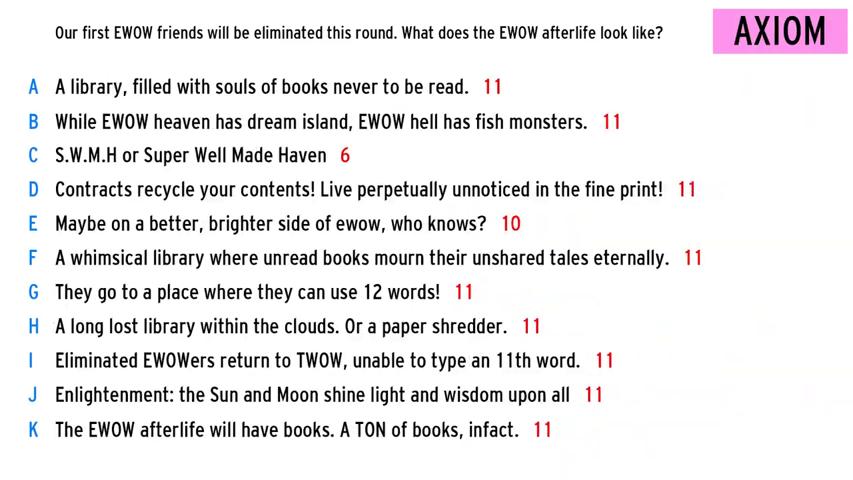 Our first EWOW friends will be eliminated this round. What does the EWOW afterlife look like?
AXIOM
A A library, filled with souls of books never to be read. 11
B While EWOW heaven has dream island, EWOW hell has fish monsters. 11
C S.W.M.H or Super Well Made Haven 6
D Contracts recycle your contents! Live perpetually unnoticed in the fine print! 11
E Maybe on a better, brighter side of ewow, who knows? 10
F A whimsical library where unread books mourn their unshared tales eternally. 11
G They go to a place where they can use 12 words! 11
H A long lost library within the clouds. Or a paper shredder. 11
I Eliminated EWOWers return to TWOW, unable to type an 11th word. 11
J Enlightenment: the Sun and Moon shine light and wisdom upon all 11
K The EWOW afterlife will have books. A TON of books, infact. 11